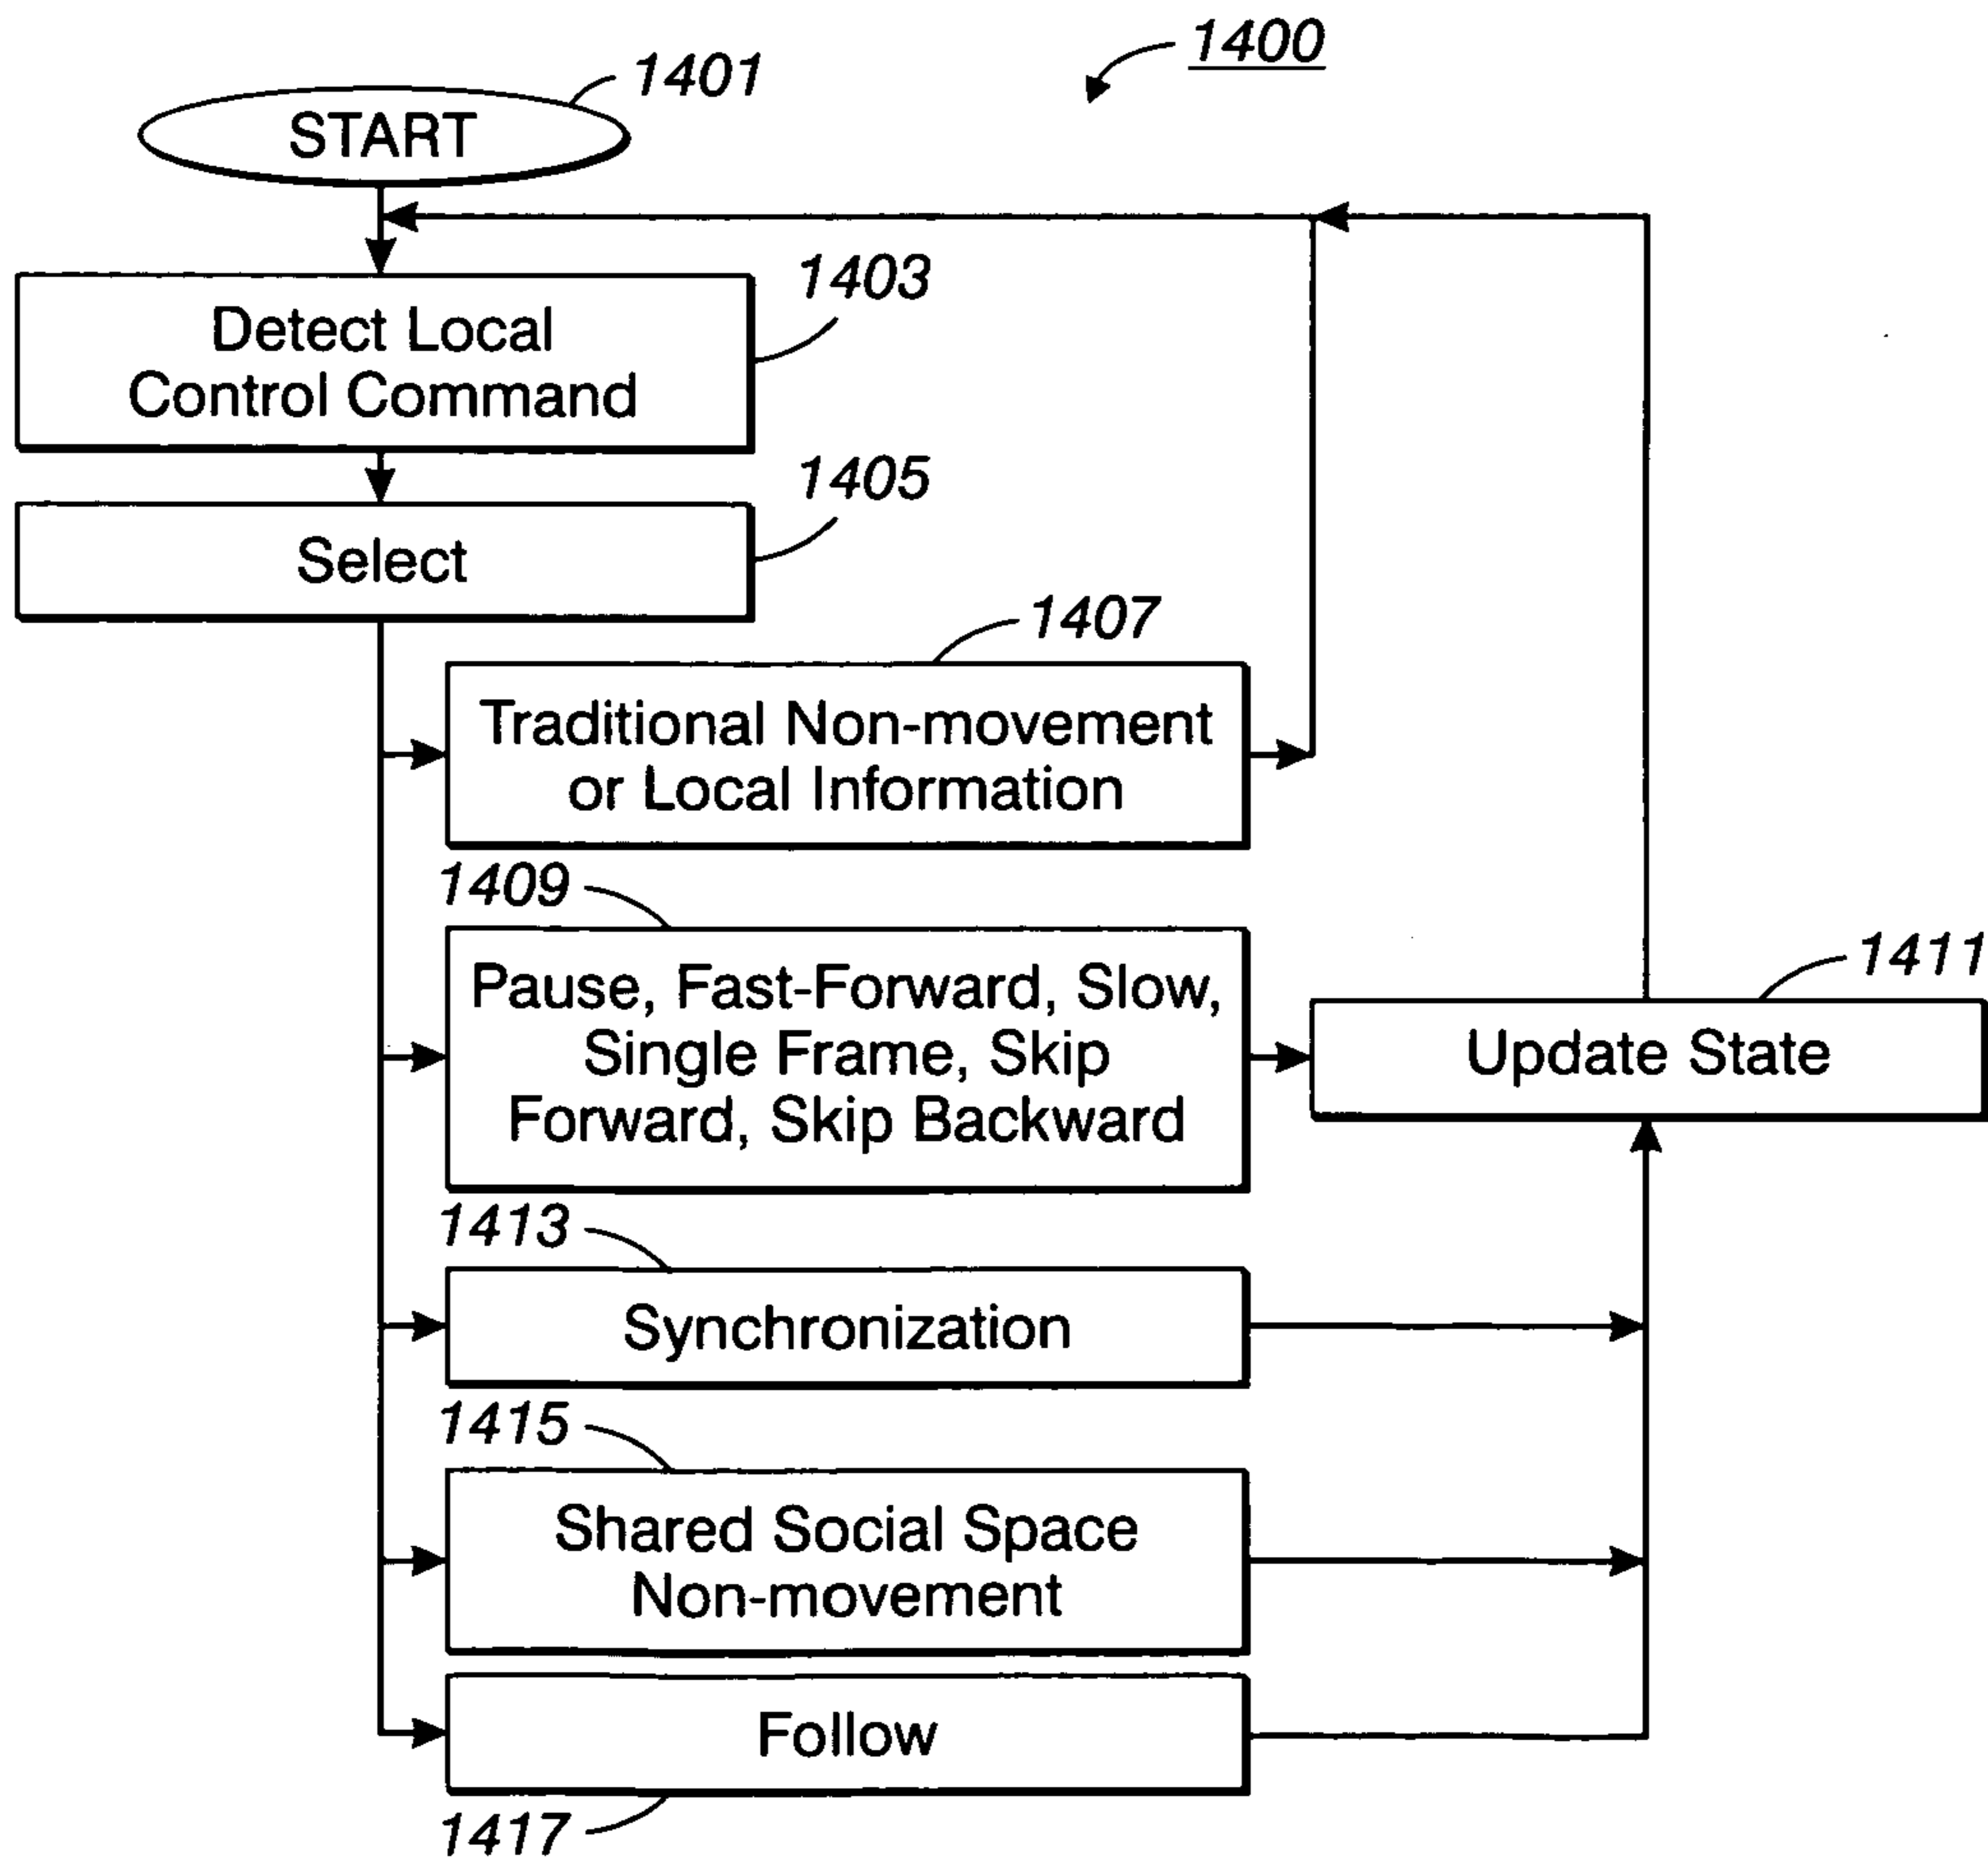 1400
1401
START
1403
Detect Local
Control Command
1405
Select
1407
Traditional Non-movement
or Local Information
1409
Pause, Fast-Forward, Slow,
Single Frame, Skip
Forward, Skip Backward
1411
Update State
1413
Synchronization
1415
Shared Social Space
Non-movement
Follow
1417